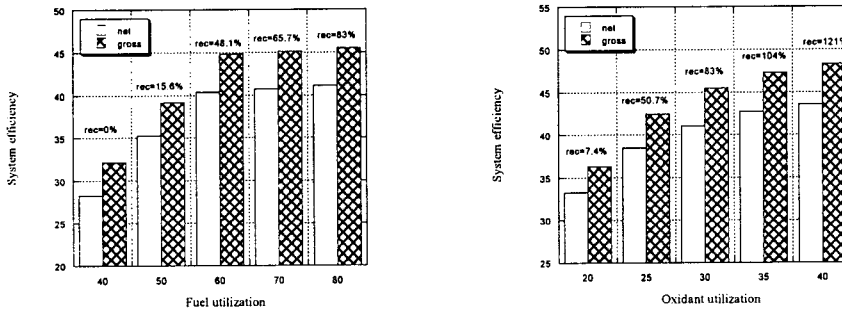 net
gross
rec=0%
rec=15.6%
rec=48.1%
rec=65.7%
rec=83%
50
45
40
35
30
25
20
System efficiency
40 50 60 70 80
Fuel utilization
net
gross
rec=7.4%
rec=50.7%
rec=83%
rec=104%
rec=121%
55
50
45
40
35
30
25
System efficiency
20 25 30 35 40
Oxidant utilization